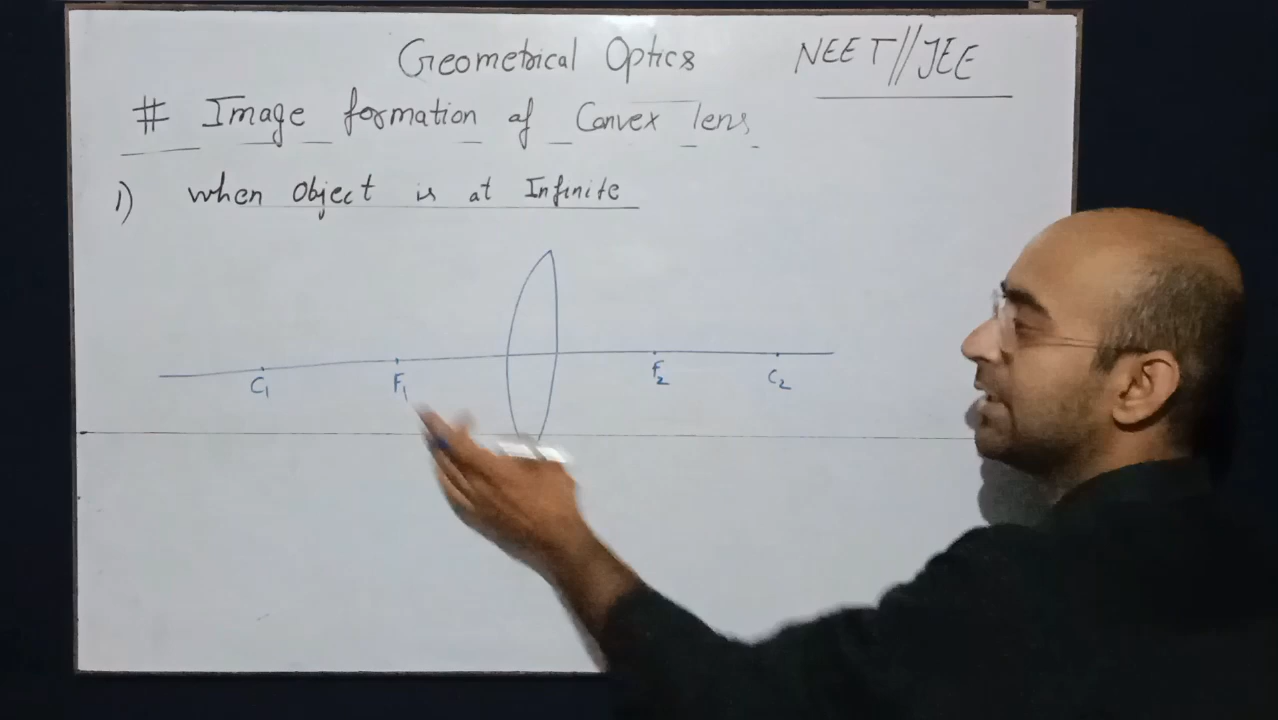 Geometrical Optics NEET//JEE
# Image formation of Convex lens
1) when Object is at Infinite
C1 F1 F2 C2